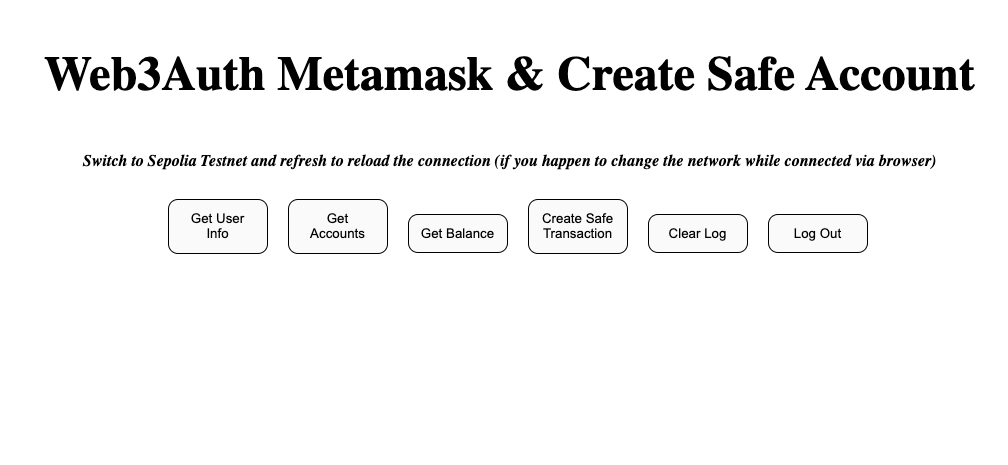 Web3Auth Metamask & Create Safe Account
Switch to Sepolia Testnet and refresh to reload the connection (if you happen to change the network while connected via browser)
Get User
Info
Get
Accounts
Get Balance
Create Safe
Transaction
Clear Log
Log Out